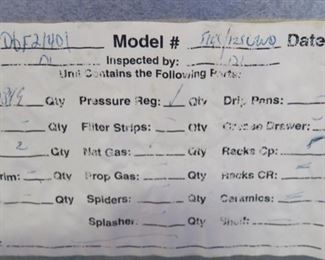 Model # Date
Inspected by:
Unit Contains the Following Parts:
Qty Pressure Reg: Qty Drip Pans:
Qty Filter Strips: Qty Grease Drawer:
2 Qty Nat Gas: Qty Racks Cp:
rim: Qty Prop Gas: Qty Racks CR:
Qty Spiders: Qty Ceramics:
Splasher: Qty Shelf: